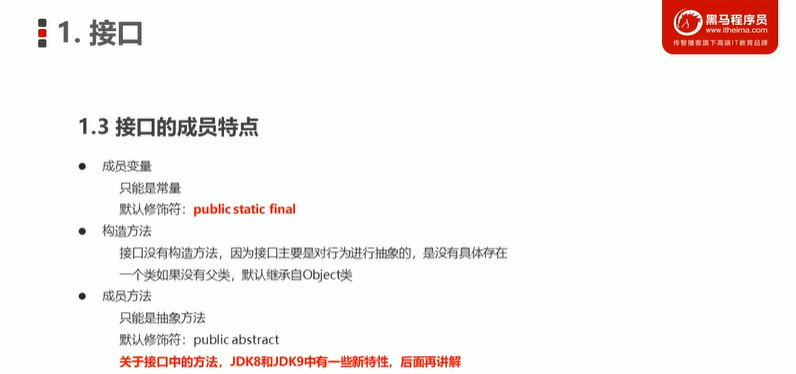 1. 接口
黑马程序员
www.itheima.com
传智播客旗下高端IT教育品牌
1.3 接口的成员特点
成员变量
只能是常量
默认修饰符：public static final
构造方法
接口没有构造方法，因为接口主要是对行为进行抽象的，是没有具体存在
一个类如果没有父类，默认继承自Object类
成员方法
只能是抽象方法
默认修饰符：public abstract
关于接口中的方法，JDK8和JDK9中有一些新特性，后面再讲解